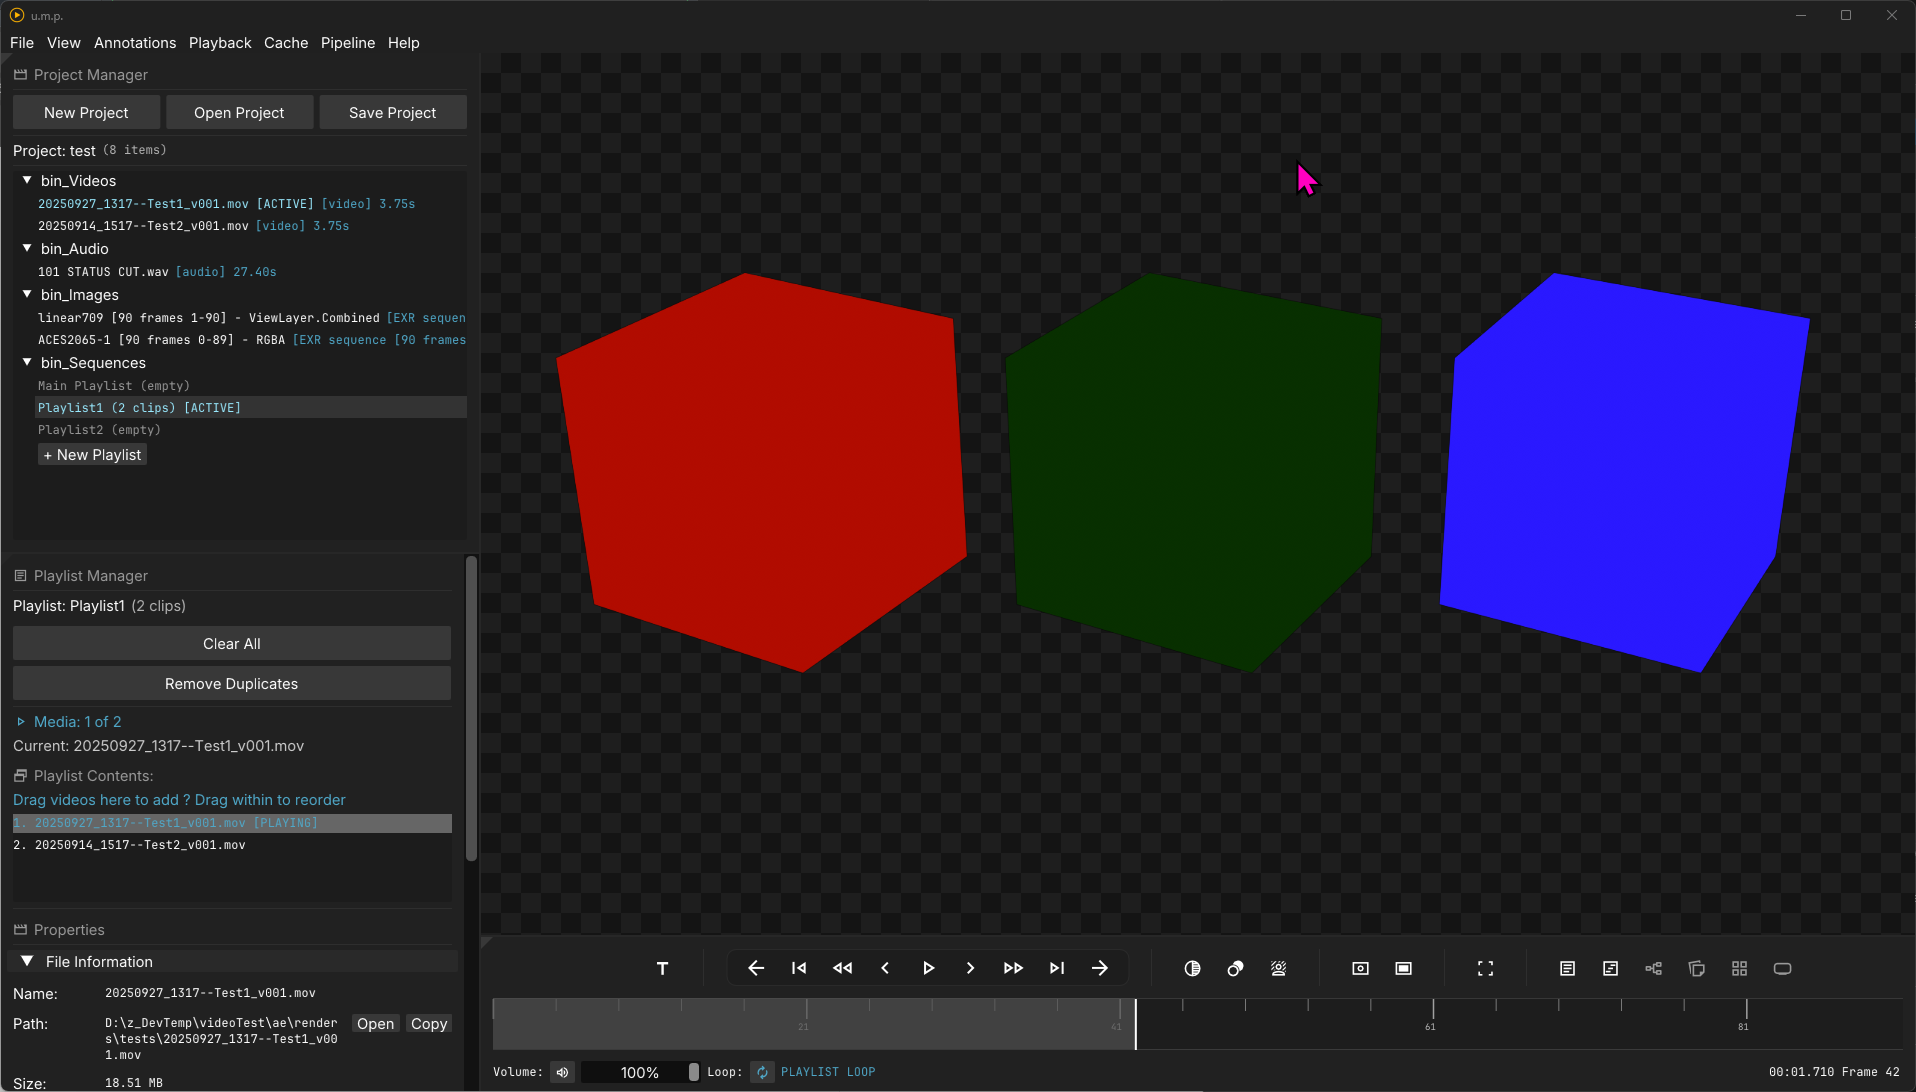 u.m.p.
File View Annotations Playback Cache Pipeline Help
Project Manager
New Project Open Project Save Project
Project: test (8 items)
bin_Videos
20250927_1317--Test1_v001.mov [ACTIVE] [video] 3.75s
20250914_1517--Test2_v001.mov [video] 3.75s
bin_Audio
101 STATUS CUT.wav [audio] 27.40s
bin_Images
linear709 [90 frames 1-90] - ViewLayer.Combined [EXR sequen
ACES2065-1 [90 frames 0-89] - RGBA [EXR sequence [90 frames
bin_Sequences
Main Playlist (empty)
Playlist1 (2 clips) [ACTIVE]
Playlist2 (empty)
+ New Playlist
Playlist Manager
Playlist: Playlist1 (2 clips)
Clear All
Remove Duplicates
Media: 1 of 2
Current: 20250927_1317--Test1_v001.mov
Playlist Contents:
Drag videos here to add ? Drag within to reorder
1. 20250927_1317--Test1_v001.mov [PLAYING]
2. 20250914_1517--Test2_v001.mov
Properties
File Information
Name: 20250927_1317--Test1_v001.mov
Path: D:\z_DevTemp\videoTest\ae\render
s\tests\20250927_1317--Test1_v00
1.mov
Open Copy
Size: 18.51 MB
T
21 41 61 81
Volume: 100% Loop: PLAYLIST LOOP
00:01.710 Frame 42